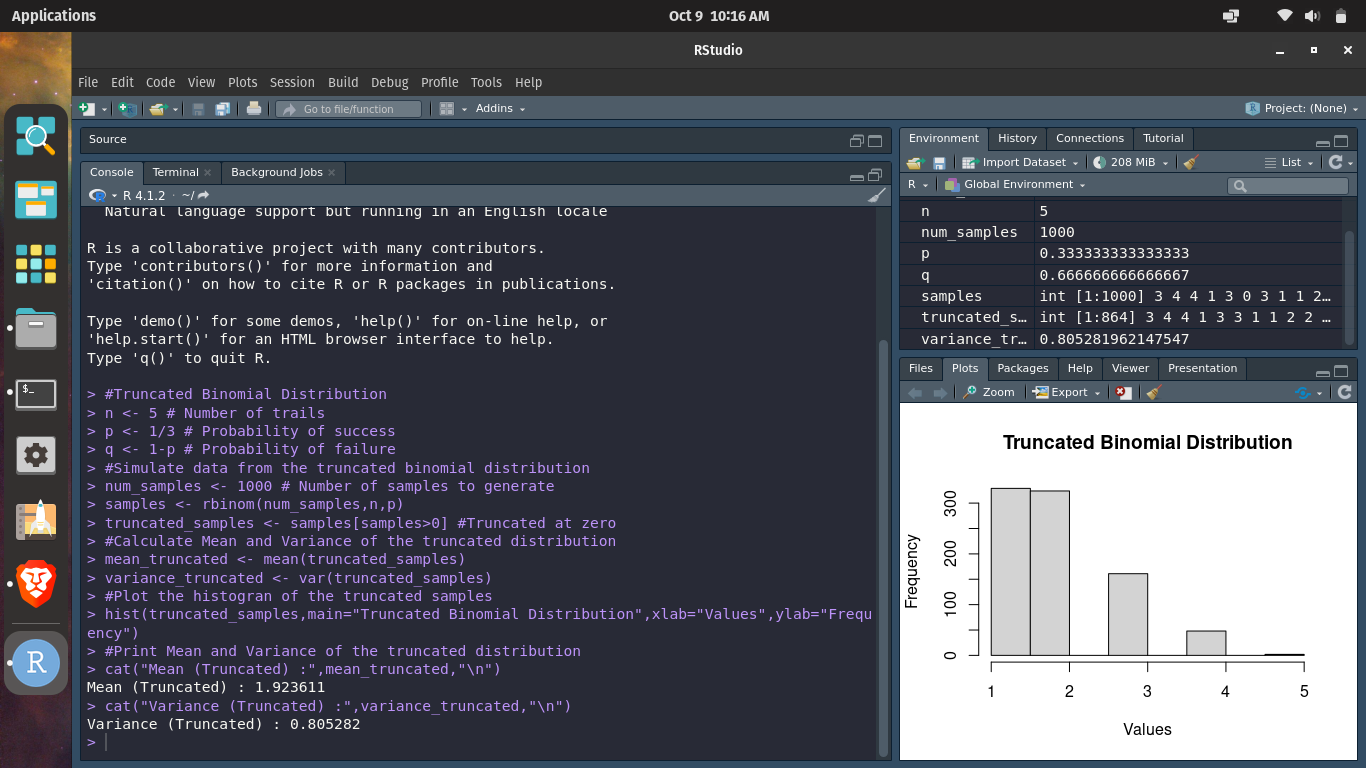 Applications
Oct 9 10:16 AM
RStudio
File Edit Code View Plots Session Build Debug Profile Tools Help
Go to file/function
Addins
Project: (None)
Source
Console Terminal Background Jobs
R 4.1.2 · ~/
Natural language support but running in an English locale
R is a collaborative project with many contributors.
Type 'contributors()' for more information and
'citation()' on how to cite R or R packages in publications.
Type 'demo()' for some demos, 'help()' for on-line help, or
'help.start()' for an HTML browser interface to help.
Type 'q()' to quit R.
> #Truncated Binomial Distribution
> n <- 5 # Number of trails
> p <- 1/3 # Probability of success
> q <- 1-p # Probability of failure
> #Simulate data from the truncated binomial distribution
> num_samples <- 1000 # Number of samples to generate
> samples <- rbinom(num_samples,n,p)
> truncated_samples <- samples[samples>0] #Truncated at zero
> #Calculate Mean and Variance of the truncated distribution
> mean_truncated <- mean(truncated_samples)
> variance_truncated <- var(truncated_samples)
> #Plot the histogran of the truncated samples
> hist(truncated_samples,main="Truncated Binomial Distribution",xlab="Values",ylab="Frequ
ency")
> #Print Mean and Variance of the truncated distribution
> cat("Mean (Truncated) :",mean_truncated,"\n")
Mean (Truncated) : 1.923611
> cat("Variance (Truncated) :",variance_truncated,"\n")
Variance (Truncated) : 0.805282
>
Environment History Connections Tutorial
Import Dataset 208 MiB List
R Global Environment
n 5
num_samples 1000
p 0.333333333333333
q 0.666666666666667
samples int [1:1000] 3 4 4 1 3 0 3 1 1 2…
truncated_s… int [1:864] 3 4 4 1 3 3 1 1 2 2 …
variance_tr… 0.805281962147547
Files Plots Packages Help Viewer Presentation
Zoom Export
Truncated Binomial Distribution
Frequency
300
200
100
0
1 2 3 4 5
Values
$_
R